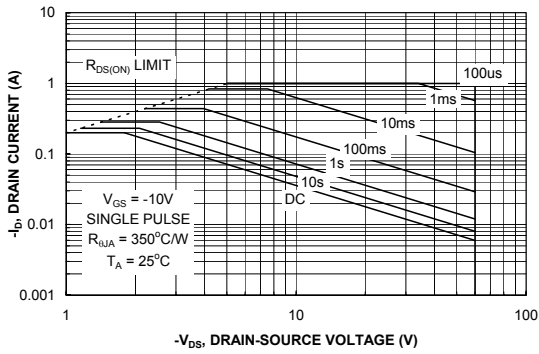 10
1
0.1
0.01
0.001
-I_D, DRAIN CURRENT (A)
R_DS(ON) LIMIT
100us
1ms
10ms
100ms
1s
10s
DC
V_GS = -10V
SINGLE PULSE
R_θJA = 350°C/W
T_A = 25°C
1
10
100
-V_DS, DRAIN-SOURCE VOLTAGE (V)